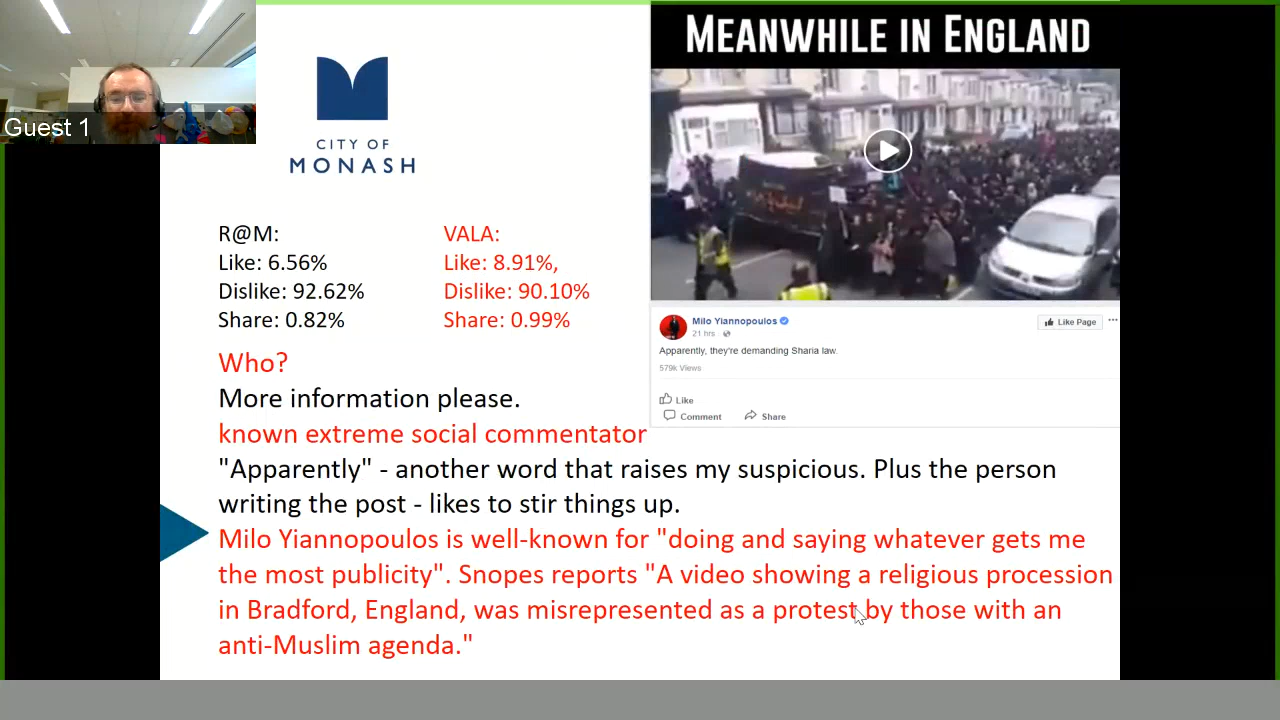 MEANWHILE IN ENGLAND
Guest 1
CITY OF
MONASH
R@M:
Like: 6.56%
Dislike: 92.62%
Share: 0.82%
VALA:
Like: 8.91%,
Dislike: 90.10%
Share: 0.99%
Milo Yiannopoulos
21 hrs
Like Page
Apparently, they're demanding Sharia law.
579k Views
Like
Comment
Share
Who?
More information please.
known extreme social commentator
"Apparently" - another word that raises my suspicious. Plus the person
writing the post - likes to stir things up.
Milo Yiannopoulos is well-known for "doing and saying whatever gets me
the most publicity". Snopes reports "A video showing a religious procession
in Bradford, England, was misrepresented as a protest by those with an
anti-Muslim agenda."